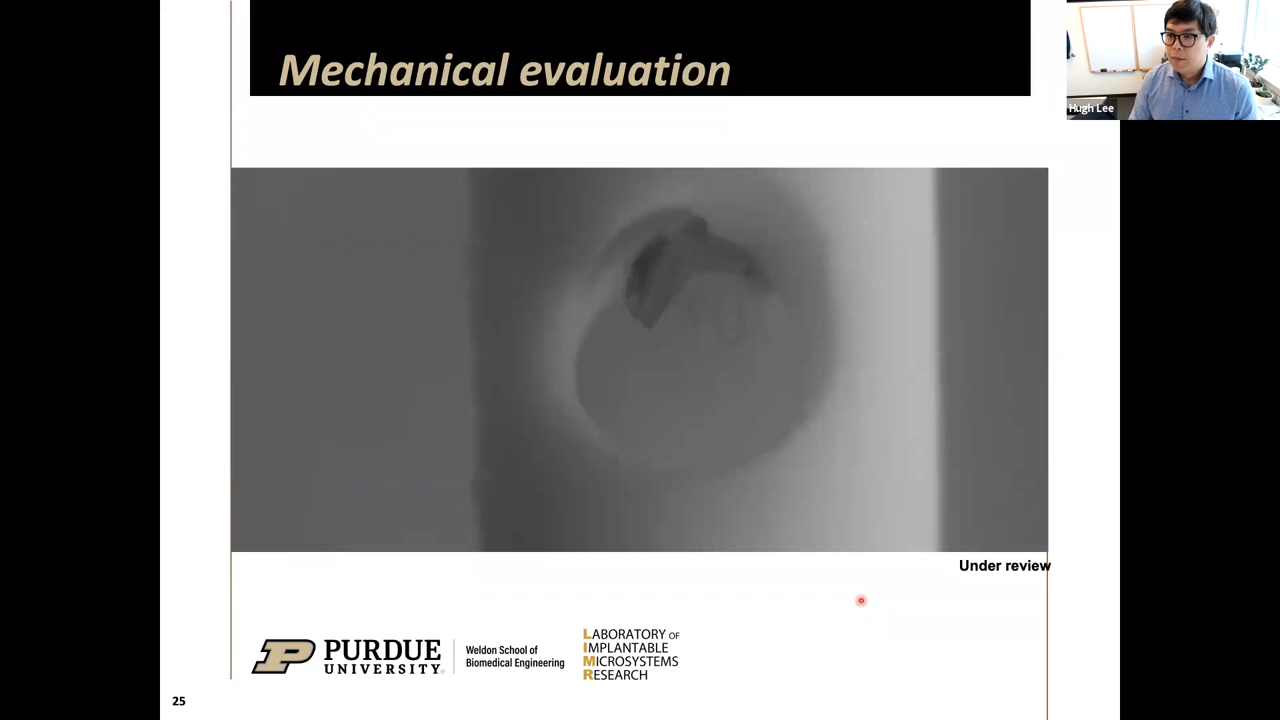 Mechanical evaluation
Hugh Lee
Under review
PURDUE
UNIVERSITY
Weldon School of
Biomedical Engineering
LABORATORY OF
IMPLANTABLE
MICROSYSTEMS
RESEARCH
25